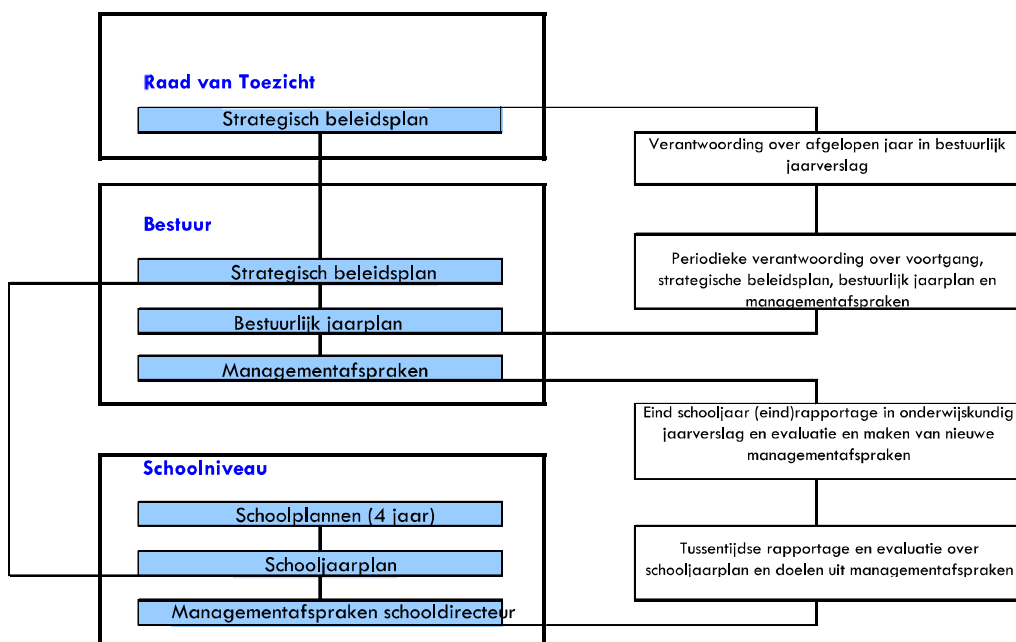 Raad van Toezicht
Strategisch beleidsplan
Verantwoording over afgelopen jaar in bestuurlijk
jaarverslag
Bestuur
Strategisch beleidsplan
Bestuurlijk jaarplan
Managementafspraken
Periodieke verantwoording over voortgang,
strategische beleidsplan, bestuurlijk jaarplan en
managementafspraken
Eind schooljaar (eind)rapportage in onderwijskundig
jaarverslag en evaluatie en maken van nieuwe
managementafspraken
Schoolniveau
Schoolplannen (4 jaar)
Schooljaarplan
Managementafspraken schooldirecteur
Tussentijdse rapportage en evaluatie over
schooljaarplan en doelen uit managementafspraken